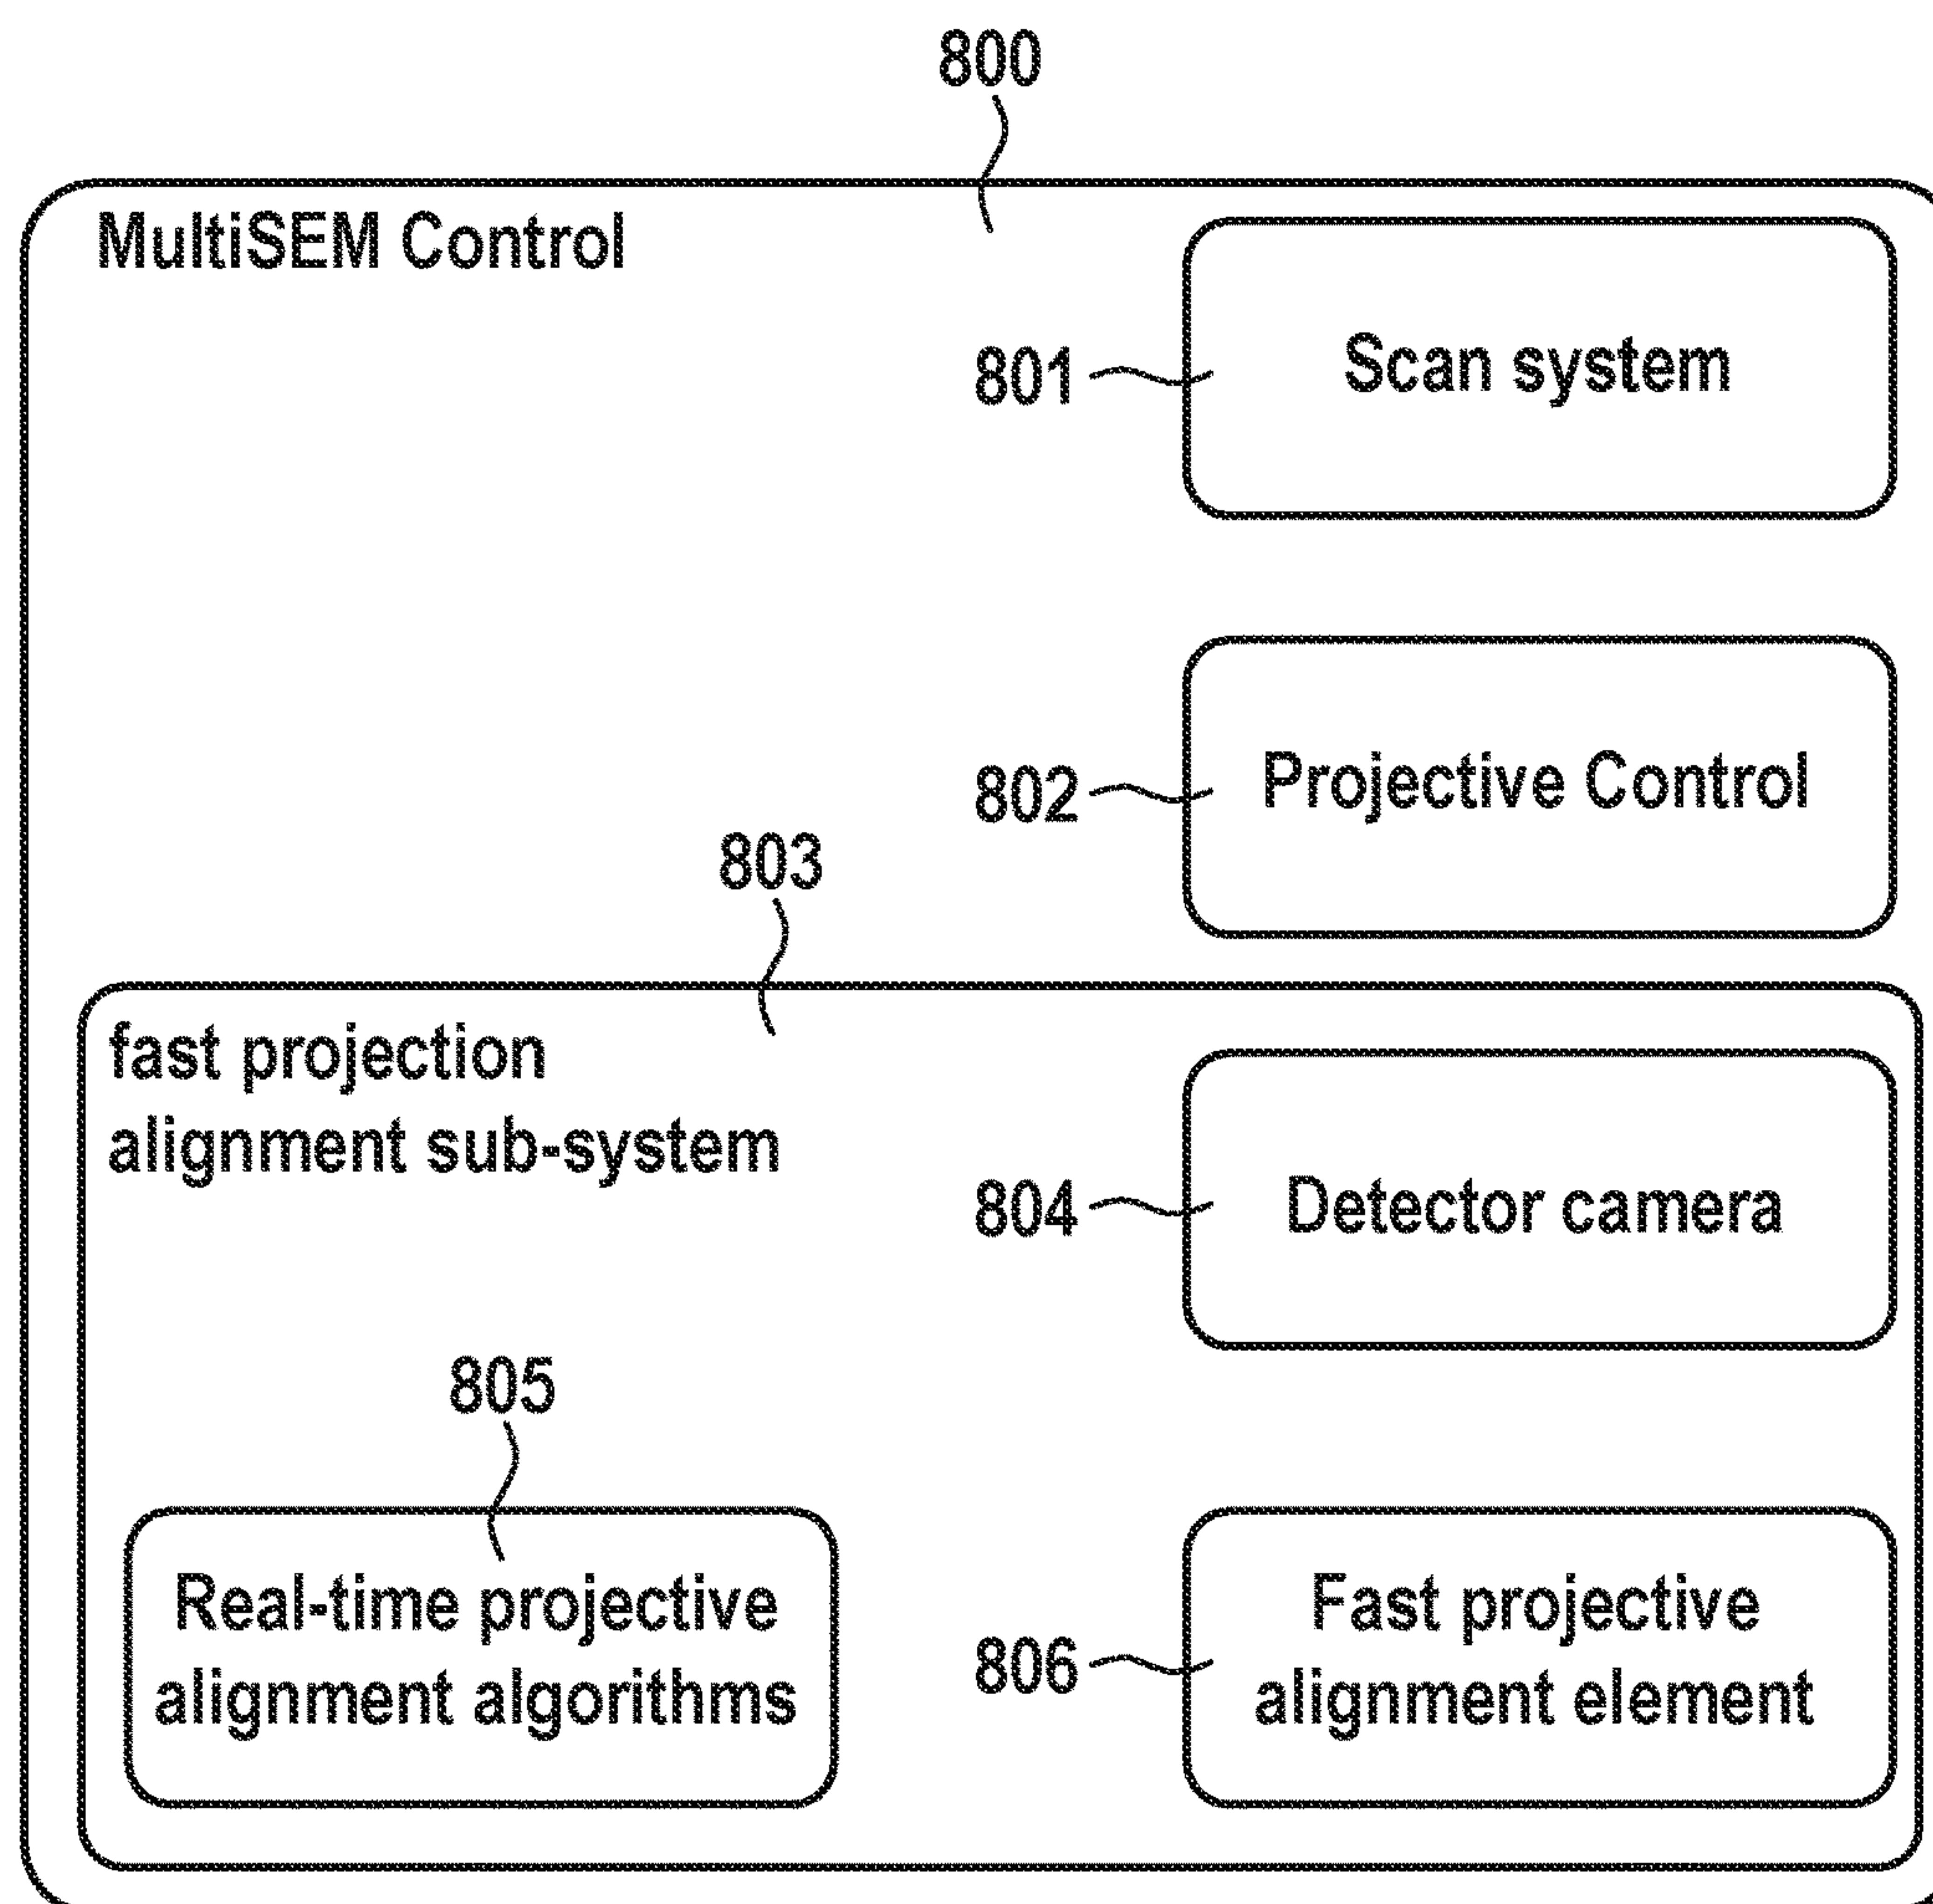 800
MultiSEM Control
801
Scan system
802
Projective Control
803
fast projection
alignment sub-system
804
Detector camera
805
Real-time projective
alignment algorithms
806
Fast projective
alignment element